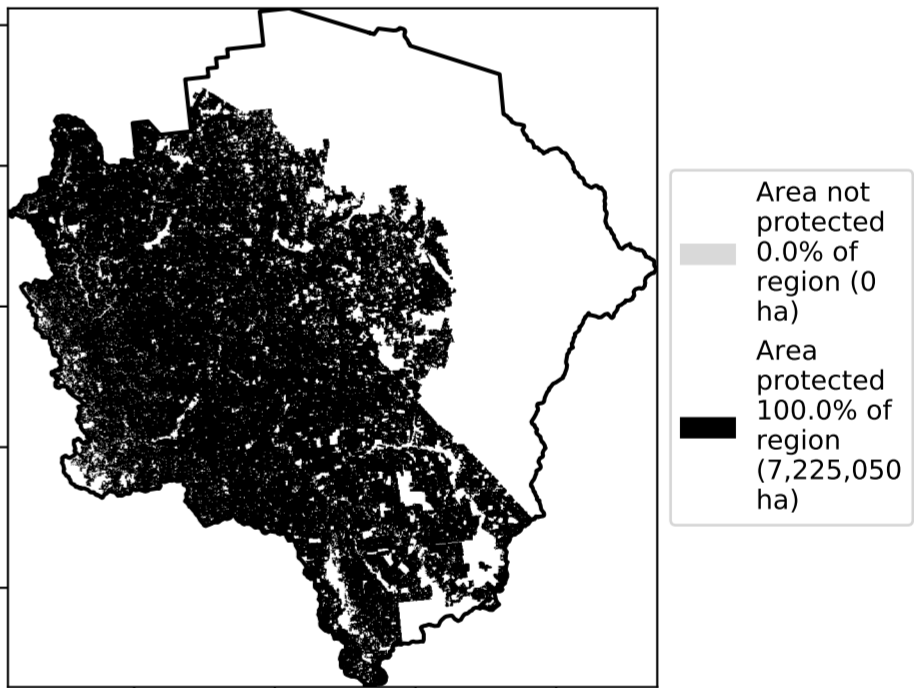 Area not
protected
0.0% of
region (0
ha)
Area
protected
100.0% of
region
(7,225,050
ha)